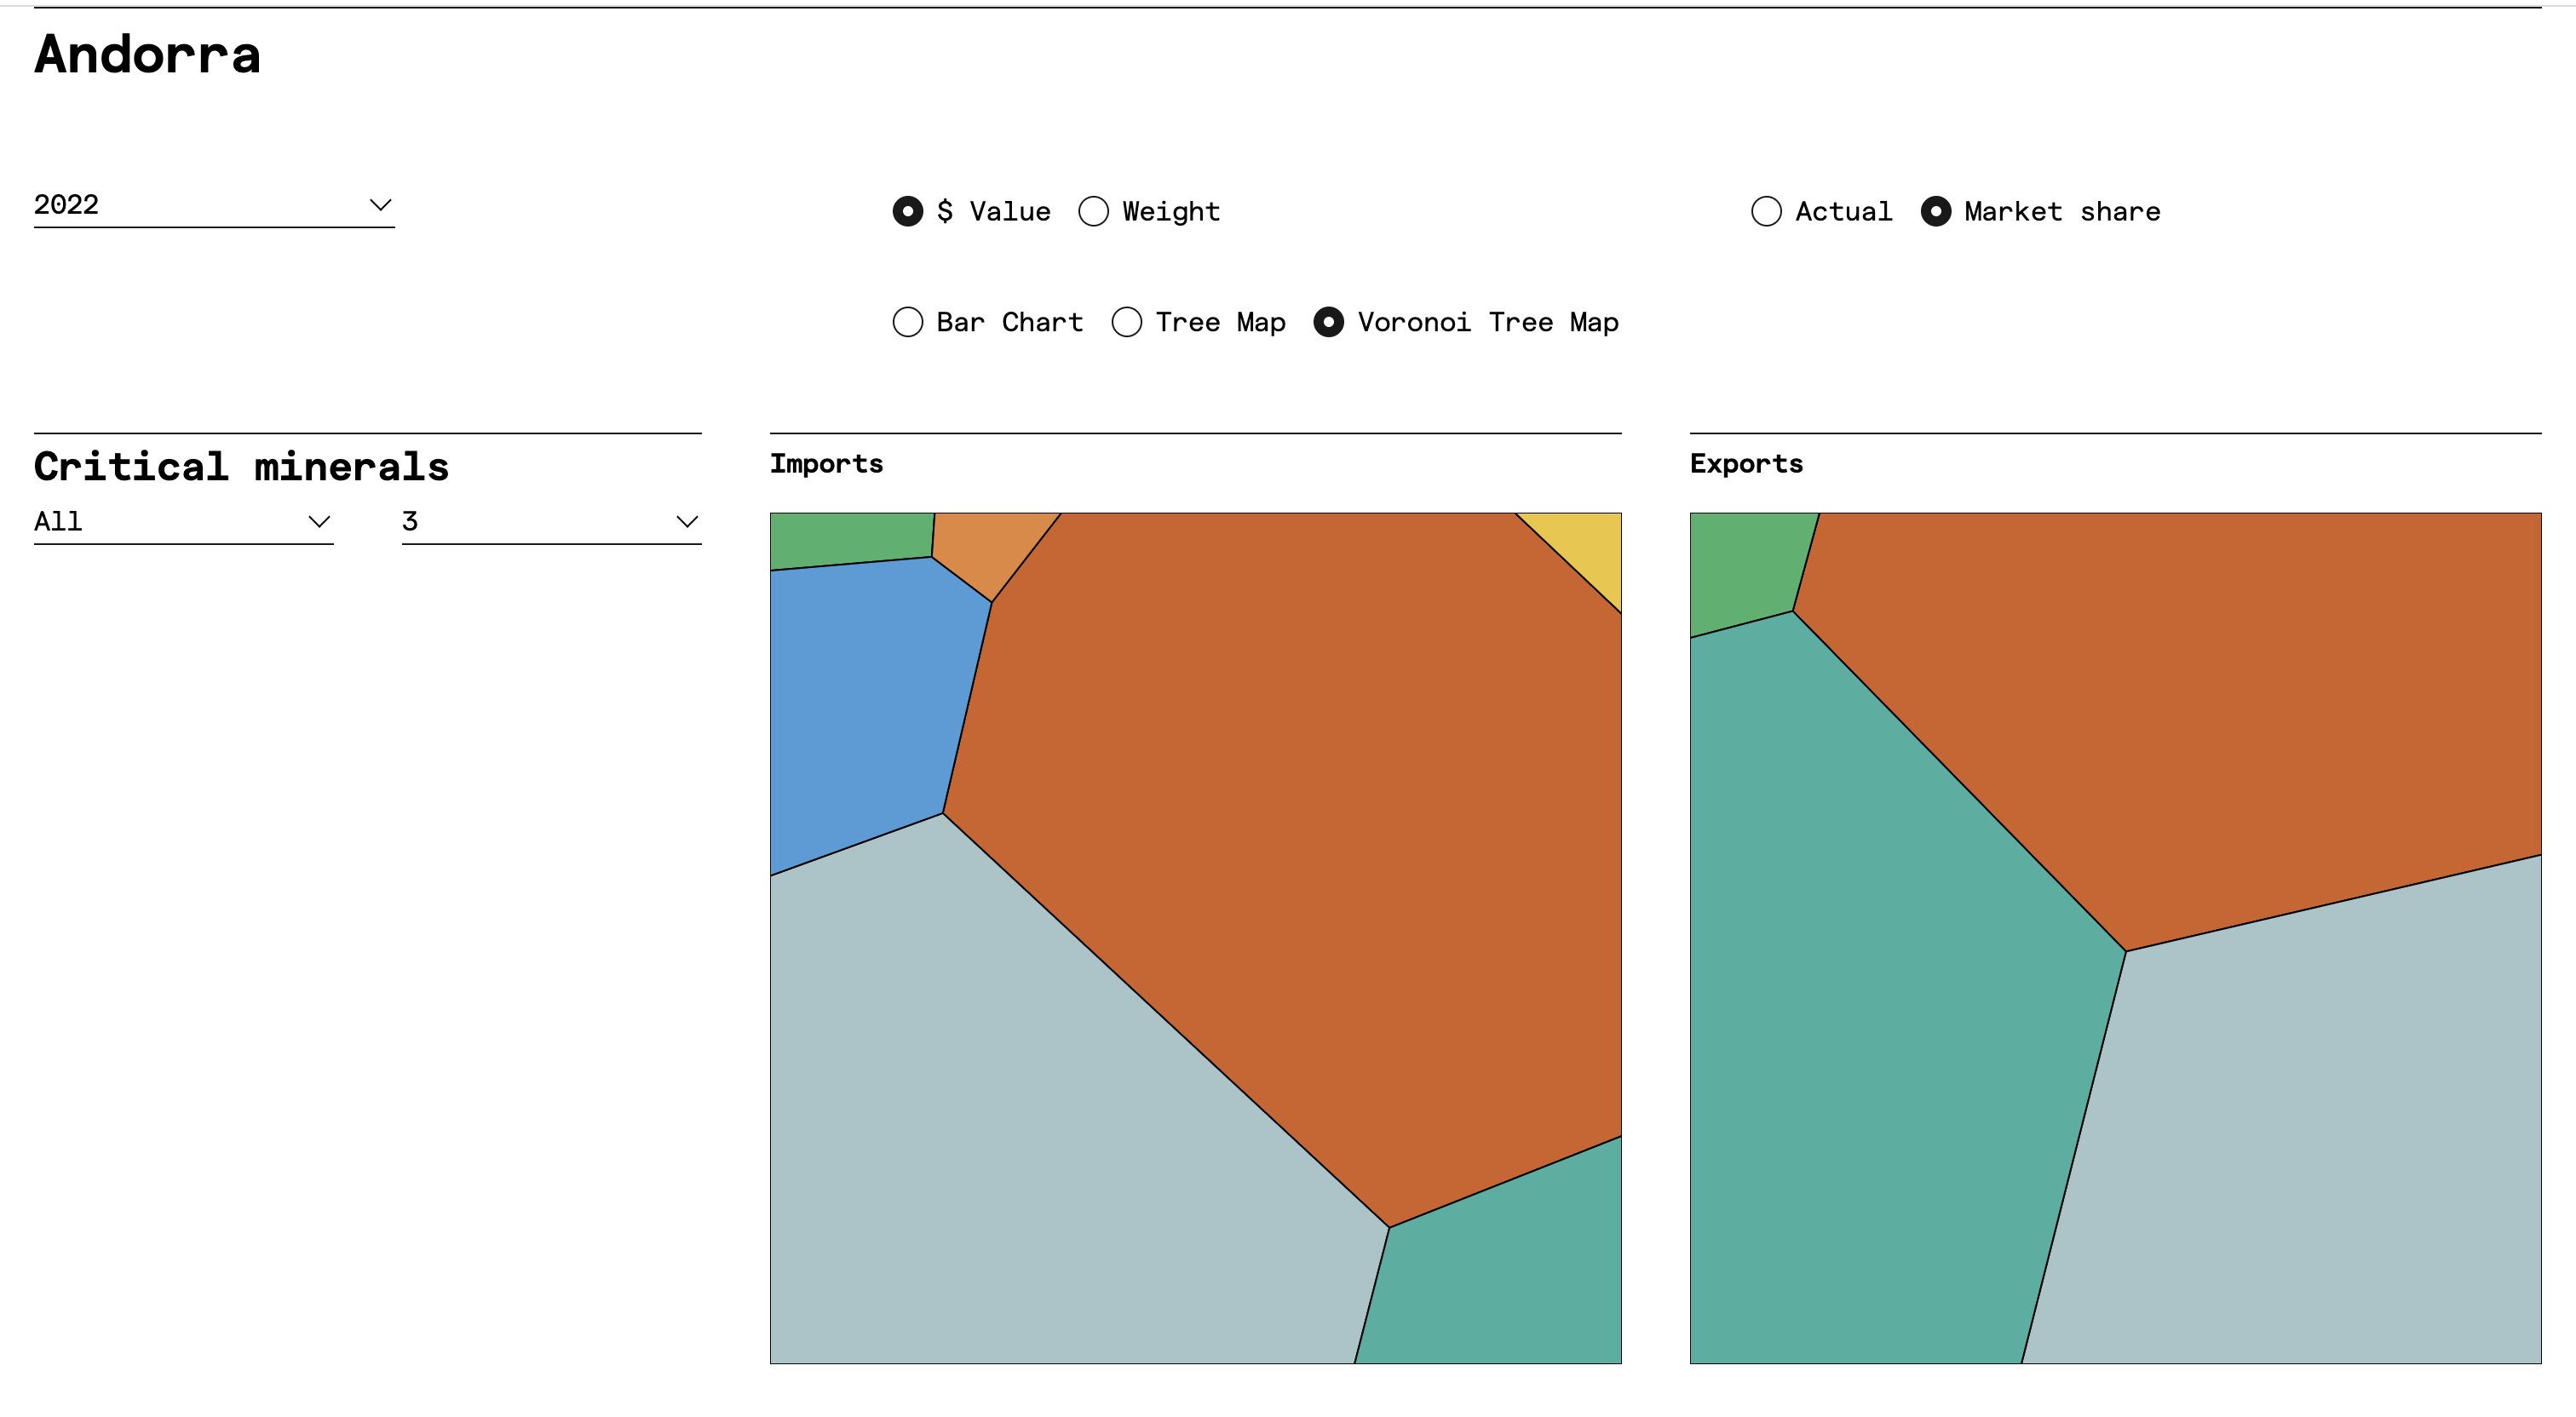 Andorra
2022
$ Value Weight
Actual Market share
Bar Chart Tree Map Voronoi Tree Map
Critical minerals
All 3
Imports
Exports